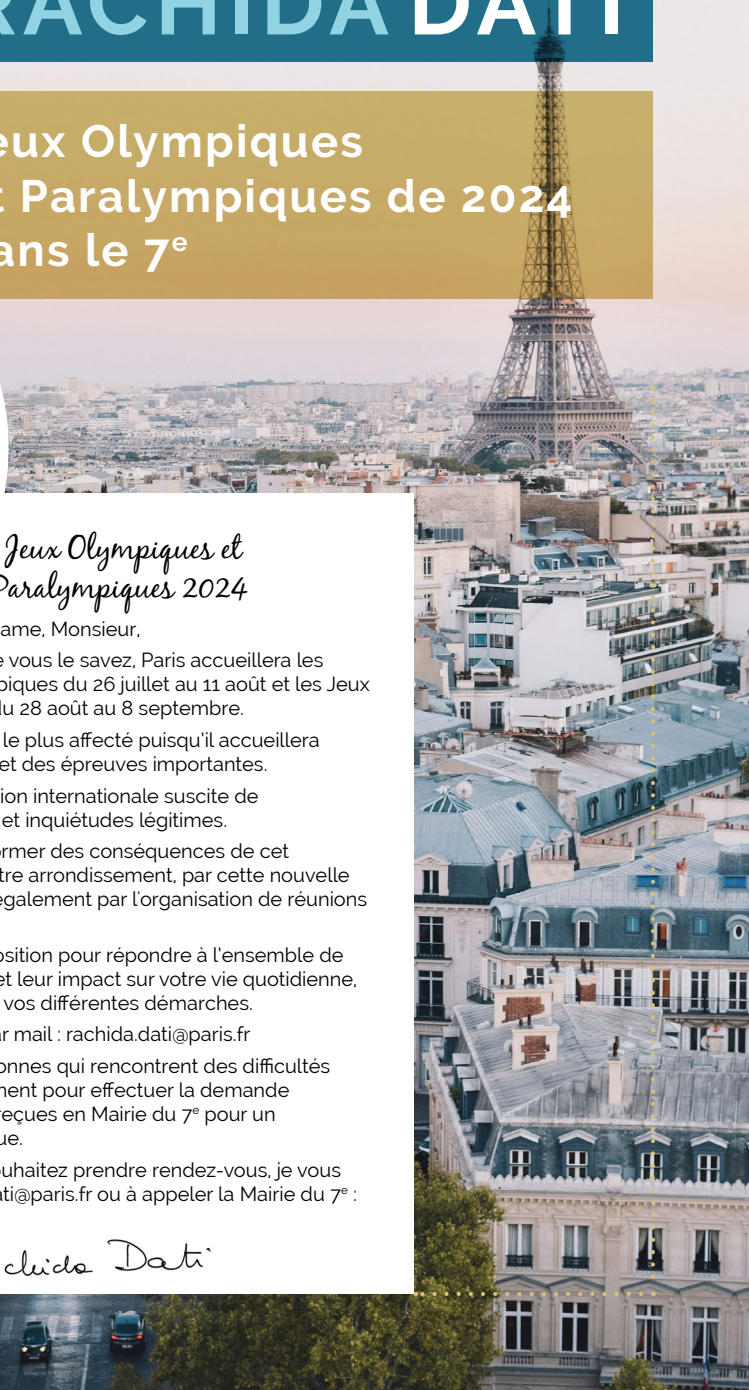 RACHIDA DATI
eux Olympiques
t Paralympiques de 2024
ans le 7e
Jeux Olympiques et
Paralympiques 2024
ame, Monsieur,
e vous le savez, Paris accueillera les
piques du 26 juillet au 11 août et les Jeux
du 28 août au 8 septembre.
le plus affecté puisqu'il accueillera
et des épreuves importantes.
ion internationale suscite de
et inquiétudes légitimes.
ormer des conséquences de cet
tre arrondissement, par cette nouvelle
également par l'organisation de réunions
osition pour répondre à l'ensemble de
et leur impact sur votre vie quotidienne,
vos différentes démarches.
ar mail : rachida.dati@paris.fr
onnes qui rencontrent des difficultés
ment pour effectuer la demande
reçues en Mairie du 7e pour un
ue.
ouhaitez prendre rendez-vous, je vous
ati@paris.fr ou à appeler la Mairie du 7e :
chida Dati